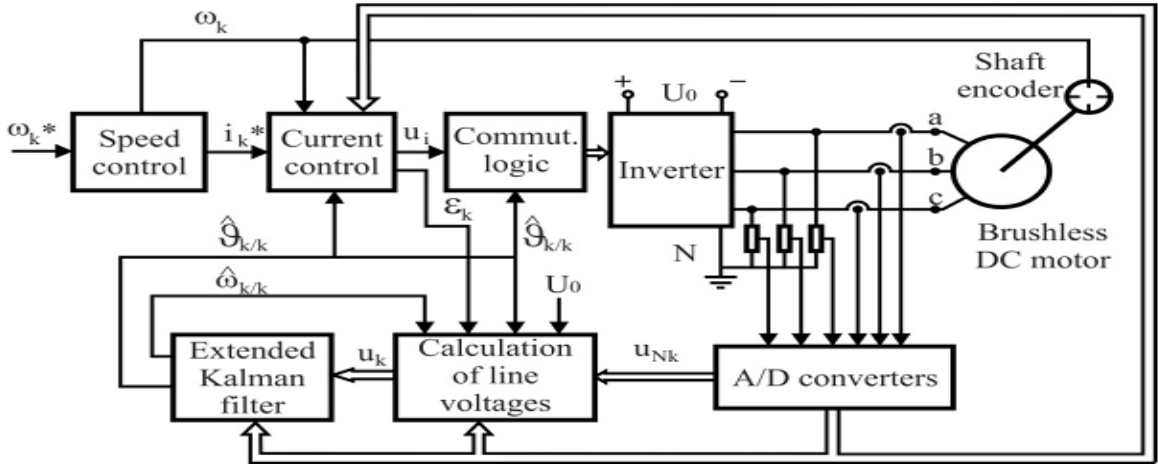 ωk
Shaft
encoder
+ U0 −
ωk*
Speed
control
ik*
Current
control
ui
Commut.
logic
Inverter
a
b
c
εk
ϑ̂k/k
ϑ̂k/k
N
Brushless
DC motor
ω̂k/k
U0
Extended
Kalman
filter
uk
Calculation
of line
voltages
uNk
A/D converters